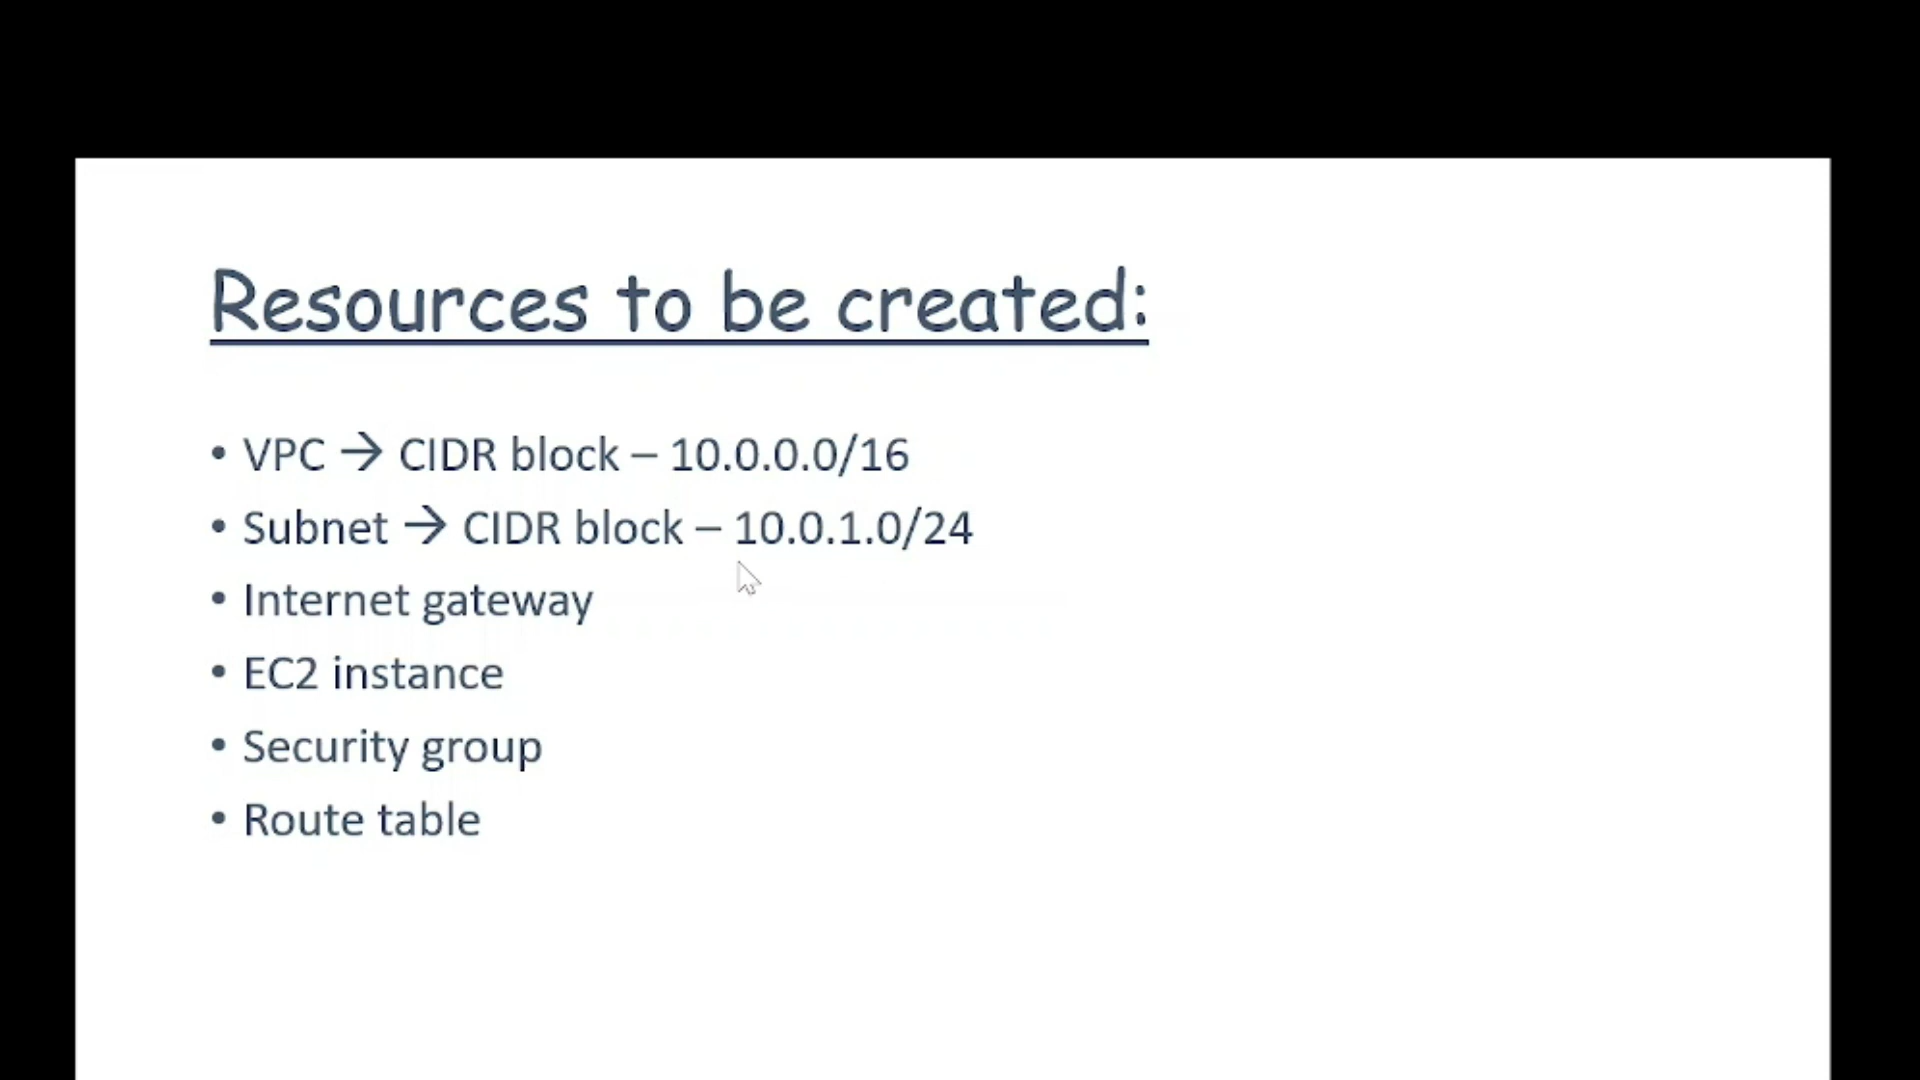 Resources to be created:
• VPC → CIDR block – 10.0.0.0/16
• Subnet → CIDR block – 10.0.1.0/24
• Internet gateway
• EC2 instance
• Security group
• Route table